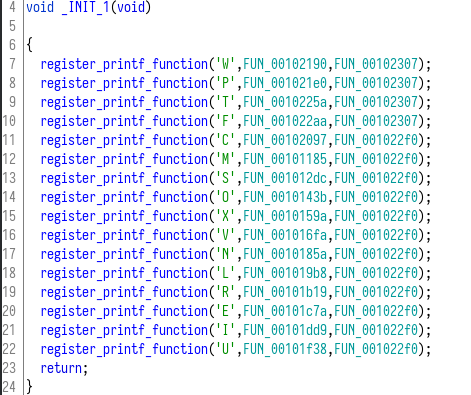 4 void _INIT_1(void)
5
6 {
7 register_printf_function('W',FUN_00102190,FUN_00102307);
8 register_printf_function('P',FUN_001021e0,FUN_00102307);
9 register_printf_function('T',FUN_0010225a,FUN_00102307);
10 register_printf_function('F',FUN_001022aa,FUN_00102307);
11 register_printf_function('C',FUN_00102097,FUN_001022f0);
12 register_printf_function('M',FUN_00101185,FUN_001022f0);
13 register_printf_function('S',FUN_001012dc,FUN_001022f0);
14 register_printf_function('O',FUN_0010143b,FUN_001022f0);
15 register_printf_function('X',FUN_0010159a,FUN_001022f0);
16 register_printf_function('V',FUN_001016fa,FUN_001022f0);
17 register_printf_function('N',FUN_0010185a,FUN_001022f0);
18 register_printf_function('L',FUN_001019b8,FUN_001022f0);
19 register_printf_function('R',FUN_00101b19,FUN_001022f0);
20 register_printf_function('E',FUN_00101c7a,FUN_001022f0);
21 register_printf_function('I',FUN_00101dd9,FUN_001022f0);
22 register_printf_function('U',FUN_00101f38,FUN_001022f0);
23 return;
24 }